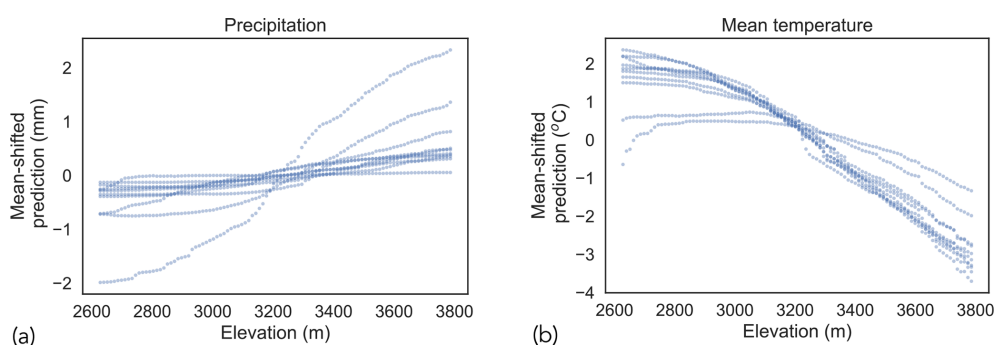 Precipitation
Mean-shifted
prediction (mm)
2
1
0
−1
−2
2600 2800 3000 3200 3400 3600 3800
Elevation (m)
(a)
Mean temperature
Mean-shifted
prediction (°C)
2
1
0
−1
−2
−3
−4
2600 2800 3000 3200 3400 3600 3800
Elevation (m)
(b)